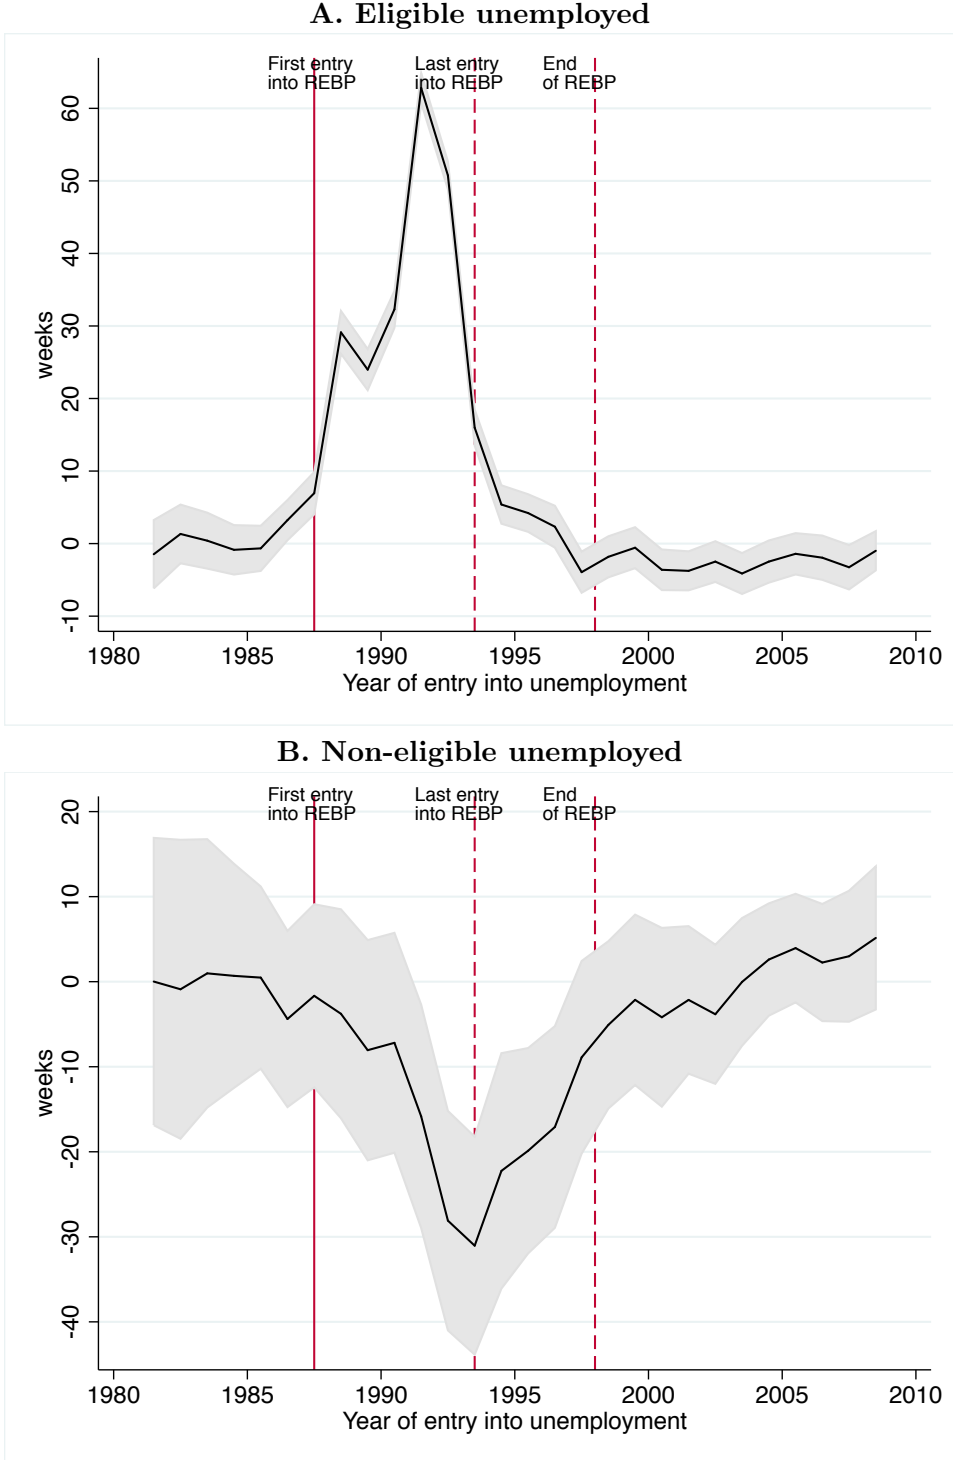 A. Eligible unemployed
First entry
into REBP
Last entry
into REBP
End
of REBP
60
50
40
30
20
10
0
-10
weeks
1980 1985 1990 1995 2000 2005 2010
Year of entry into unemployment
B. Non-eligible unemployed
First entry
into REBP
Last entry
into REBP
End
of REBP
20
10
0
-10
-20
-30
-40
weeks
1980 1985 1990 1995 2000 2005 2010
Year of entry into unemployment